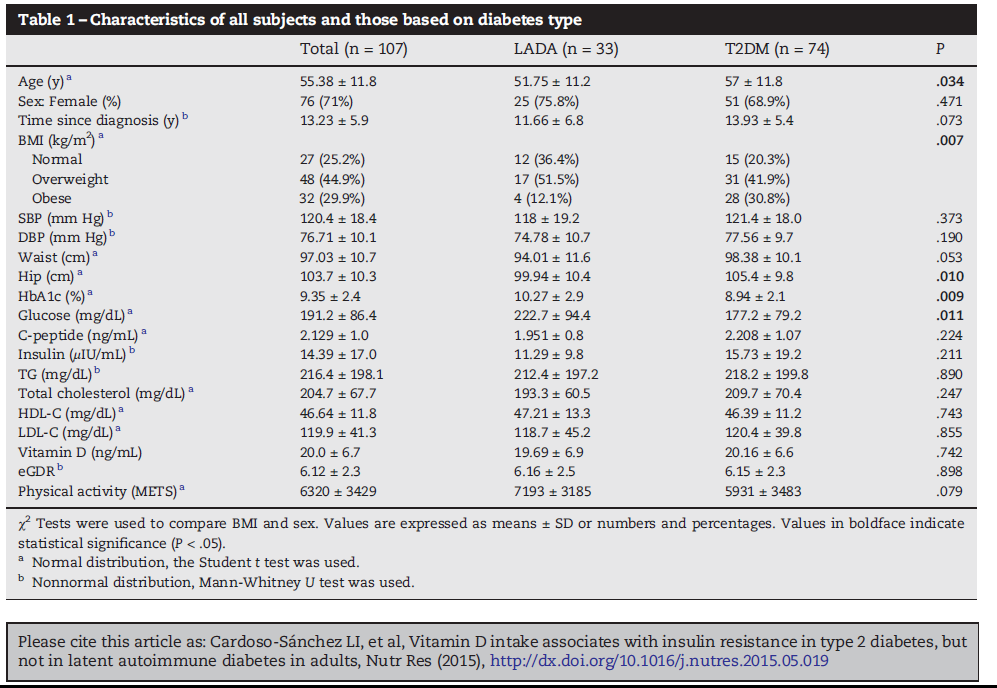 Table 1 – Characteristics of all subjects and those based on diabetes type
Total (n = 107) LADA (n = 33) T2DM (n = 74) P
Age (y) a 55.38 ± 11.8 51.75 ± 11.2 57 ± 11.8 .034
Sex: Female (%) 76 (71%) 25 (75.8%) 51 (68.9%) .471
Time since diagnosis (y) b 13.23 ± 5.9 11.66 ± 6.8 13.93 ± 5.4 .073
BMI (kg/m2) a .007
Normal 27 (25.2%) 12 (36.4%) 15 (20.3%)
Overweight 48 (44.9%) 17 (51.5%) 31 (41.9%)
Obese 32 (29.9%) 4 (12.1%) 28 (30.8%)
SBP (mm Hg) b 120.4 ± 18.4 118 ± 19.2 121.4 ± 18.0 .373
DBP (mm Hg) b 76.71 ± 10.1 74.78 ± 10.7 77.56 ± 9.7 .190
Waist (cm) a 97.03 ± 10.7 94.01 ± 11.6 98.38 ± 10.1 .053
Hip (cm) a 103.7 ± 10.3 99.94 ± 10.4 105.4 ± 9.8 .010
HbA1c (%) a 9.35 ± 2.4 10.27 ± 2.9 8.94 ± 2.1 .009
Glucose (mg/dL) a 191.2 ± 86.4 222.7 ± 94.4 177.2 ± 79.2 .011
C-peptide (ng/mL) a 2.129 ± 1.0 1.951 ± 0.8 2.208 ± 1.07 .224
Insulin (μIU/mL) b 14.39 ± 17.0 11.29 ± 9.8 15.73 ± 19.2 .211
TG (mg/dL) b 216.4 ± 198.1 212.4 ± 197.2 218.2 ± 199.8 .890
Total cholesterol (mg/dL) a 204.7 ± 67.7 193.3 ± 60.5 209.7 ± 70.4 .247
HDL-C (mg/dL) a 46.64 ± 11.8 47.21 ± 13.3 46.39 ± 11.2 .743
LDL-C (mg/dL) a 119.9 ± 41.3 118.7 ± 45.2 120.4 ± 39.8 .855
Vitamin D (ng/mL) 20.0 ± 6.7 19.69 ± 6.9 20.16 ± 6.6 .742
eGDR b 6.12 ± 2.3 6.16 ± 2.5 6.15 ± 2.3 .898
Physical activity (METS) a 6320 ± 3429 7193 ± 3185 5931 ± 3483 .079
χ2 Tests were used to compare BMI and sex. Values are expressed as means ± SD or numbers and percentages. Values in boldface indicate
statistical significance (P < .05).
a Normal distribution, the Student t test was used.
b Nonnormal distribution, Mann-Whitney U test was used.
Please cite this article as: Cardoso-Sánchez LI, et al, Vitamin D intake associates with insulin resistance in type 2 diabetes, but
not in latent autoimmune diabetes in adults, Nutr Res (2015), http://dx.doi.org/10.1016/j.nutres.2015.05.019